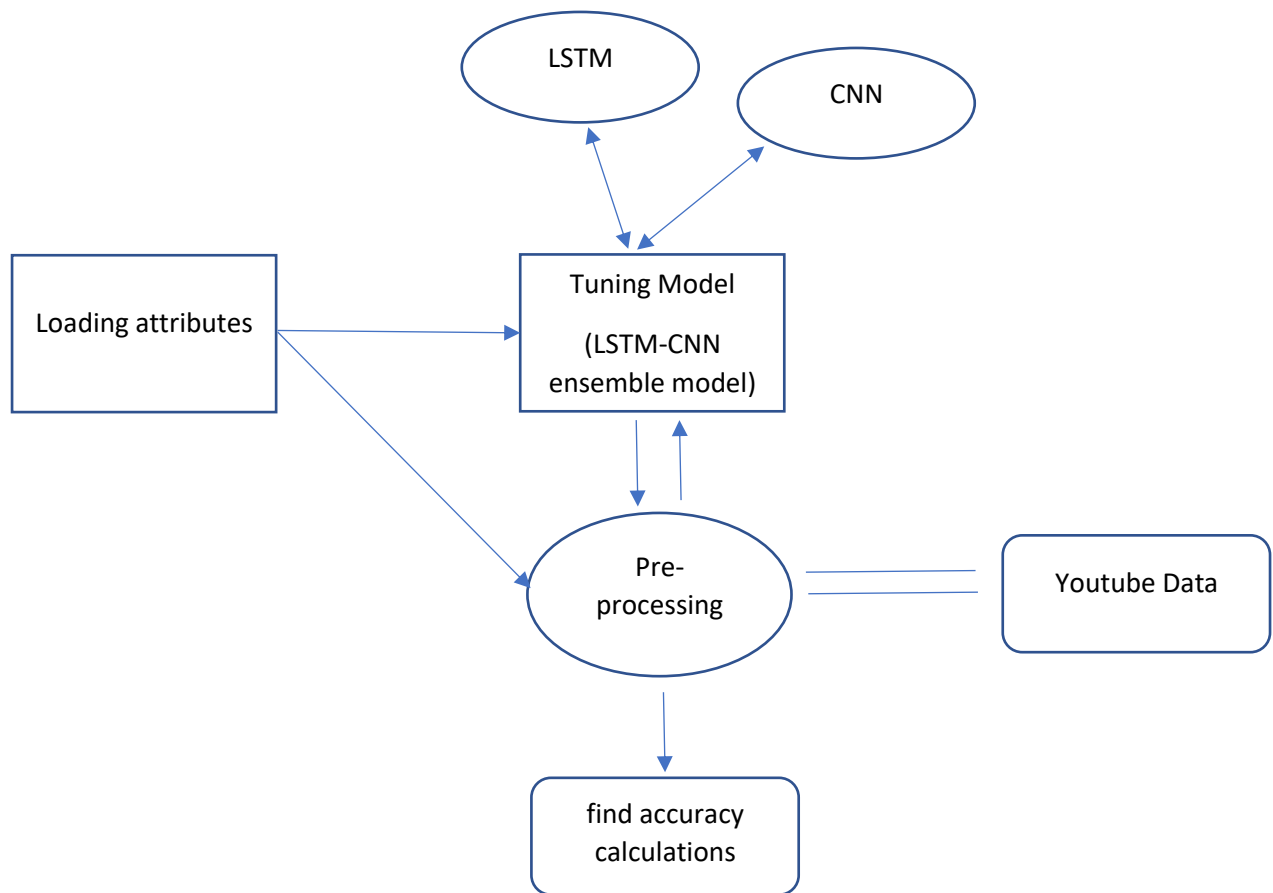 LSTM
CNN
Loading attributes
Tuning Model
(LSTM-CNN
ensemble model)
Pre-
processing
Youtube Data
find accuracy
calculations